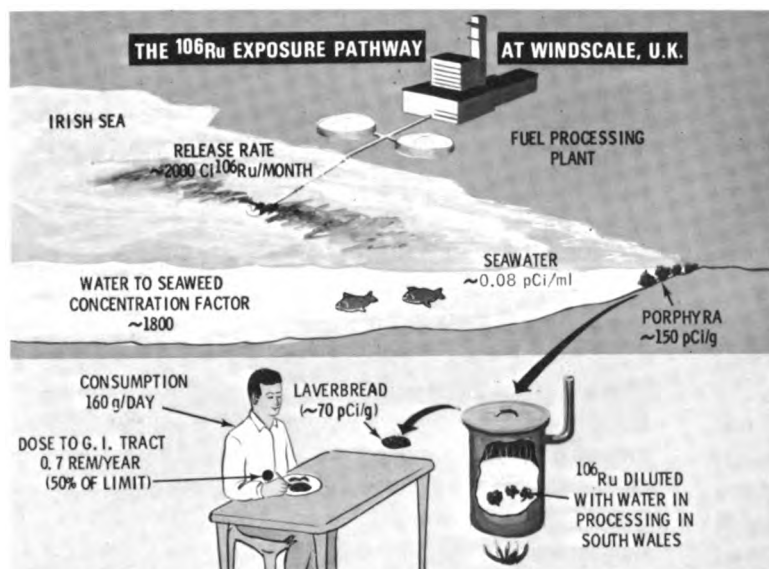 THE ¹⁰⁶Ru EXPOSURE PATHWAY AT WINDSCALE, U.K.
IRISH SEA
RELEASE RATE
~2000 Ci ¹⁰⁶Ru/MONTH
FUEL PROCESSING
PLANT
SEAWATER
~0.08 pCi/ml
WATER TO SEAWEED
CONCENTRATION FACTOR
~1800
PORPHYRA
~150 pCi/g
CONSUMPTION
160 g/DAY
LAVERBREAD
(~70 pCi/g)
DOSE TO G.I. TRACT
0.7 REM/YEAR
(50% OF LIMIT)
¹⁰⁶Ru DILUTED
WITH WATER IN
PROCESSING IN
SOUTH WALES